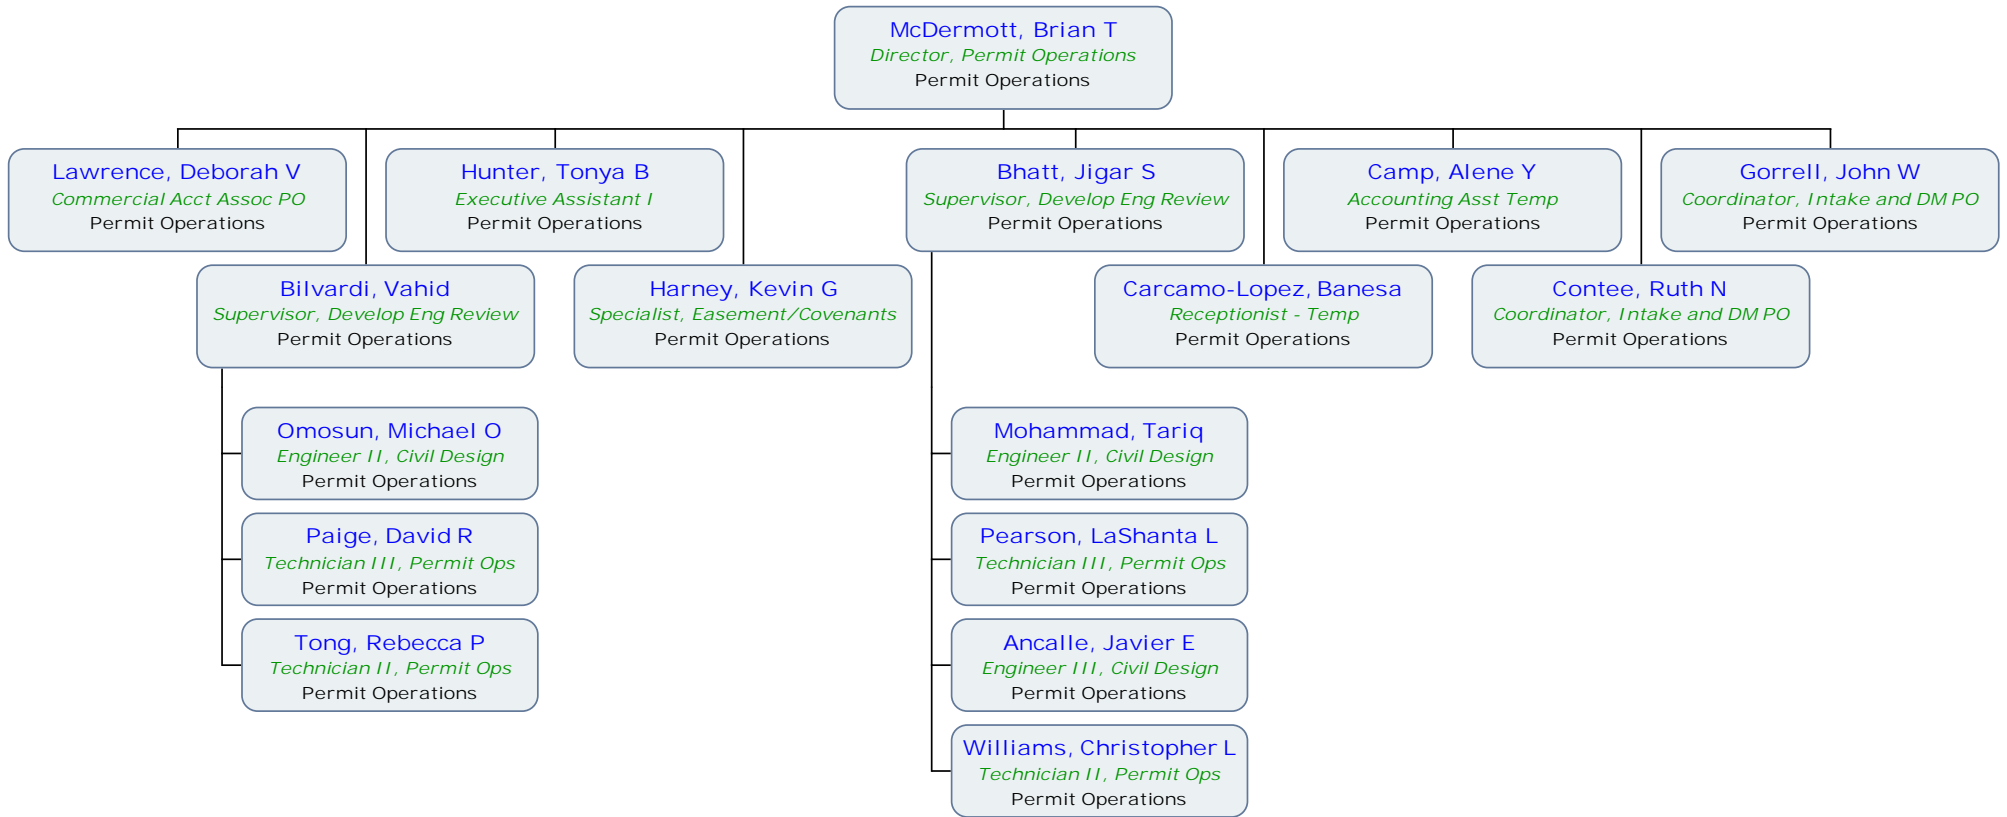 McDermott, Brian T
Director, Permit Operations
Permit Operations
Lawrence, Deborah V
Commercial Acct Assoc PO
Permit Operations
Hunter, Tonya B
Executive Assistant I
Permit Operations
Bhatt, Jigar S
Supervisor, Develop Eng Review
Permit Operations
Camp, Alene Y
Accounting Asst Temp
Permit Operations
Gorrell, John W
Coordinator, Intake and DM PO
Permit Operations
Bilvardi, Vahid
Supervisor, Develop Eng Review
Permit Operations
Harney, Kevin G
Specialist, Easement/Covenants
Permit Operations
Carcamo-Lopez, Banesa
Receptionist - Temp
Permit Operations
Contee, Ruth N
Coordinator, Intake and DM PO
Permit Operations
Omosun, Michael O
Engineer II, Civil Design
Permit Operations
Paige, David R
Technician III, Permit Ops
Permit Operations
Tong, Rebecca P
Technician II, Permit Ops
Permit Operations
Mohammad, Tariq
Engineer II, Civil Design
Permit Operations
Pearson, LaShanta L
Technician III, Permit Ops
Permit Operations
Ancalle, Javier E
Engineer III, Civil Design
Permit Operations
Williams, Christopher L
Technician II, Permit Ops
Permit Operations